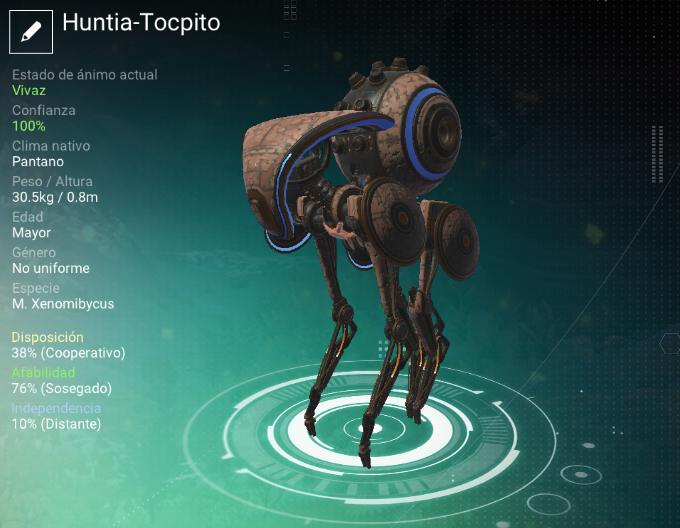 Huntia-Tocpito
Estado de ánimo actual
Vivaz
Confianza
100%
Clima nativo
Pantano
Peso / Altura
30.5kg / 0.8m
Edad
Mayor
Género
No uniforme
Especie
M. Xenomibycus
Disposición
38% (Cooperativo)
Afabilidad
76% (Sosegado)
Independencia
10% (Distante)